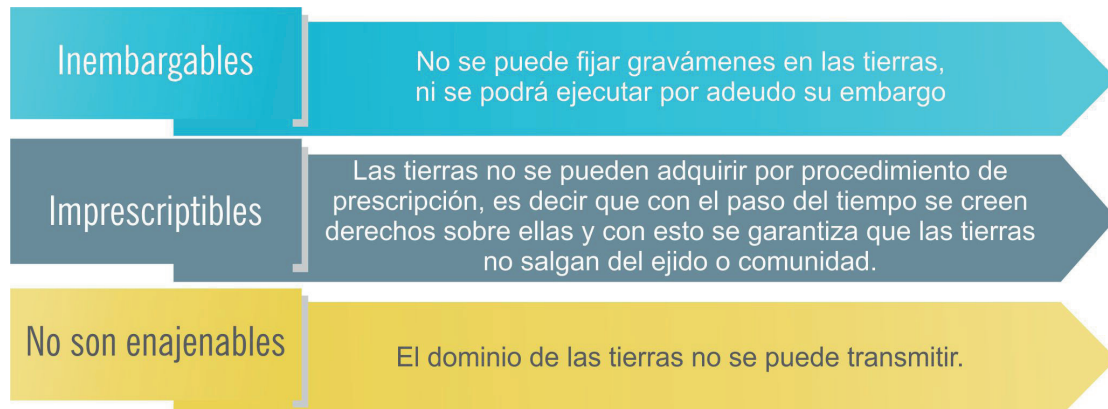 Inembargables
No se puede fijar gravámenes en las tierras,
ni se podrá ejecutar por adeudo su embargo
Imprescriptibles
Las tierras no se pueden adquirir por procedimiento de
prescripción, es decir que con el paso del tiempo se creen
derechos sobre ellas y con esto se garantiza que las tierras
no salgan del ejido o comunidad.
No son enajenables
El dominio de las tierras no se puede transmitir.